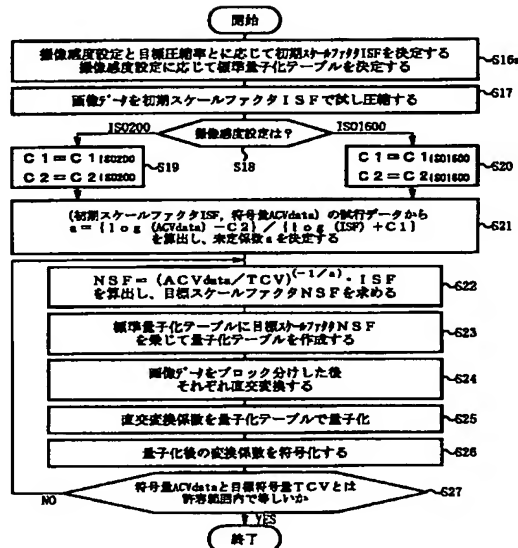 開始
撮像感度設定と目標圧縮率とに応じて初期スケールファクタISFを決定する
撮像感度設定に応じて標準量子化テーブルを決定する
S16a
画像データを初期スケールファクタISFで試し圧縮する
S17
ISO200
撮像感度設定は?
ISO1600
S18
C1=C1ISO200
C2=C2ISO200
S19
C1=C1ISO1600
C2=C2ISO1600
S20
(初期スケールファクタISF, 符号量ACVdata) の試行データから
a={log (ACVdata) -C2} / {log (ISF) +C1}
を算出し、未定係数aを決定する
S21
NSF= (ACVdata/TCV)(-1/a)・ISF
を算出し、目標スケールファクタNSFを求める
S22
標準量子化テーブルに目標スケールファクタNSF
を乗じて量子化テーブルを作成する
S23
画像データをブロック分けした後
それぞれ直交変換する
S24
直交変換係数を量子化テーブルで量子化
S25
量子化後の変換係数を符号化する
S26
符号量ACVdataと目標符号量TCVとは
許容範囲内で等しいか
S27
NO
YES
終了